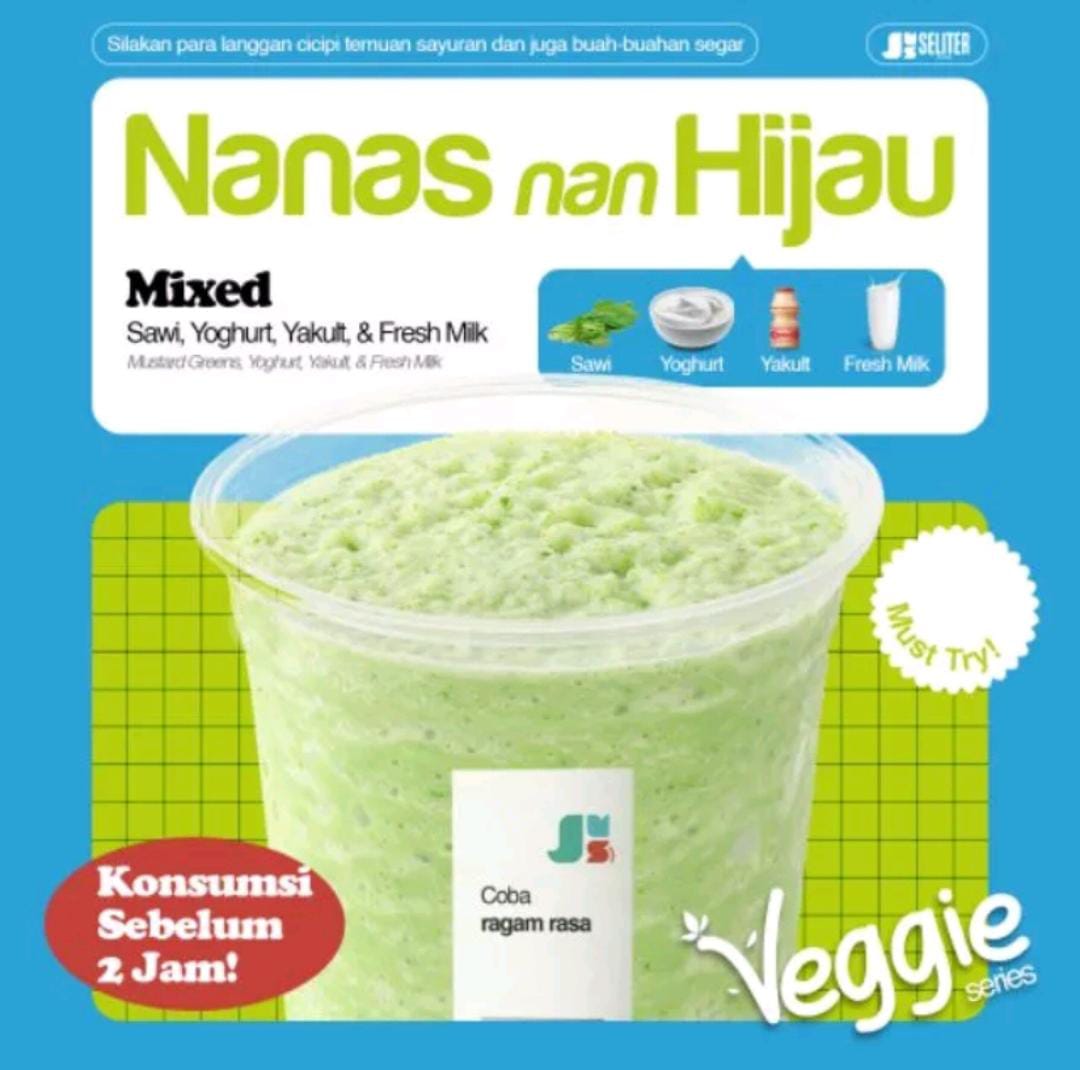 Silakan para langgan cicipi temuan sayuran dan juga buah-buahan segar
SELITER
Nanas nan Hijau
Mixed
Sawi, Yoghurt, Yakult, & Fresh Milk
Mustard Greens, Yoghurt, Yakult, & Fresh Milk
Sawi
Yoghurt
Yakult
Fresh Milk
Must Try!
Coba
ragam rasa
Konsumsi
Sebelum
2 Jam!
Veggie
series